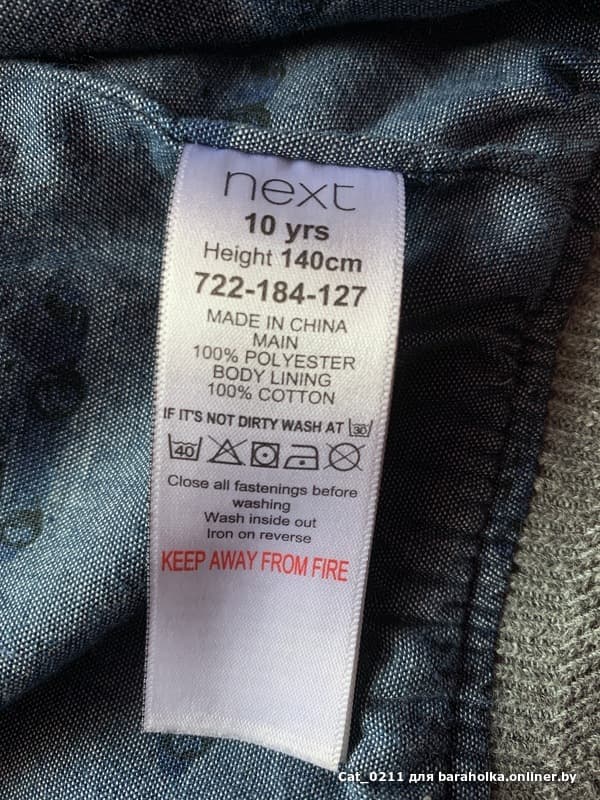 next
10 yrs
Height 140cm
722-184-127
MADE IN CHINA
MAIN
100% POLYESTER
BODY LINING
100% COTTON
IF IT'S NOT DIRTY WASH AT 30
40
Close all fastenings before
washing
Wash inside out
Iron on reverse
KEEP AWAY FROM FIRE
Cat_0211 для baraholka.onliner.by